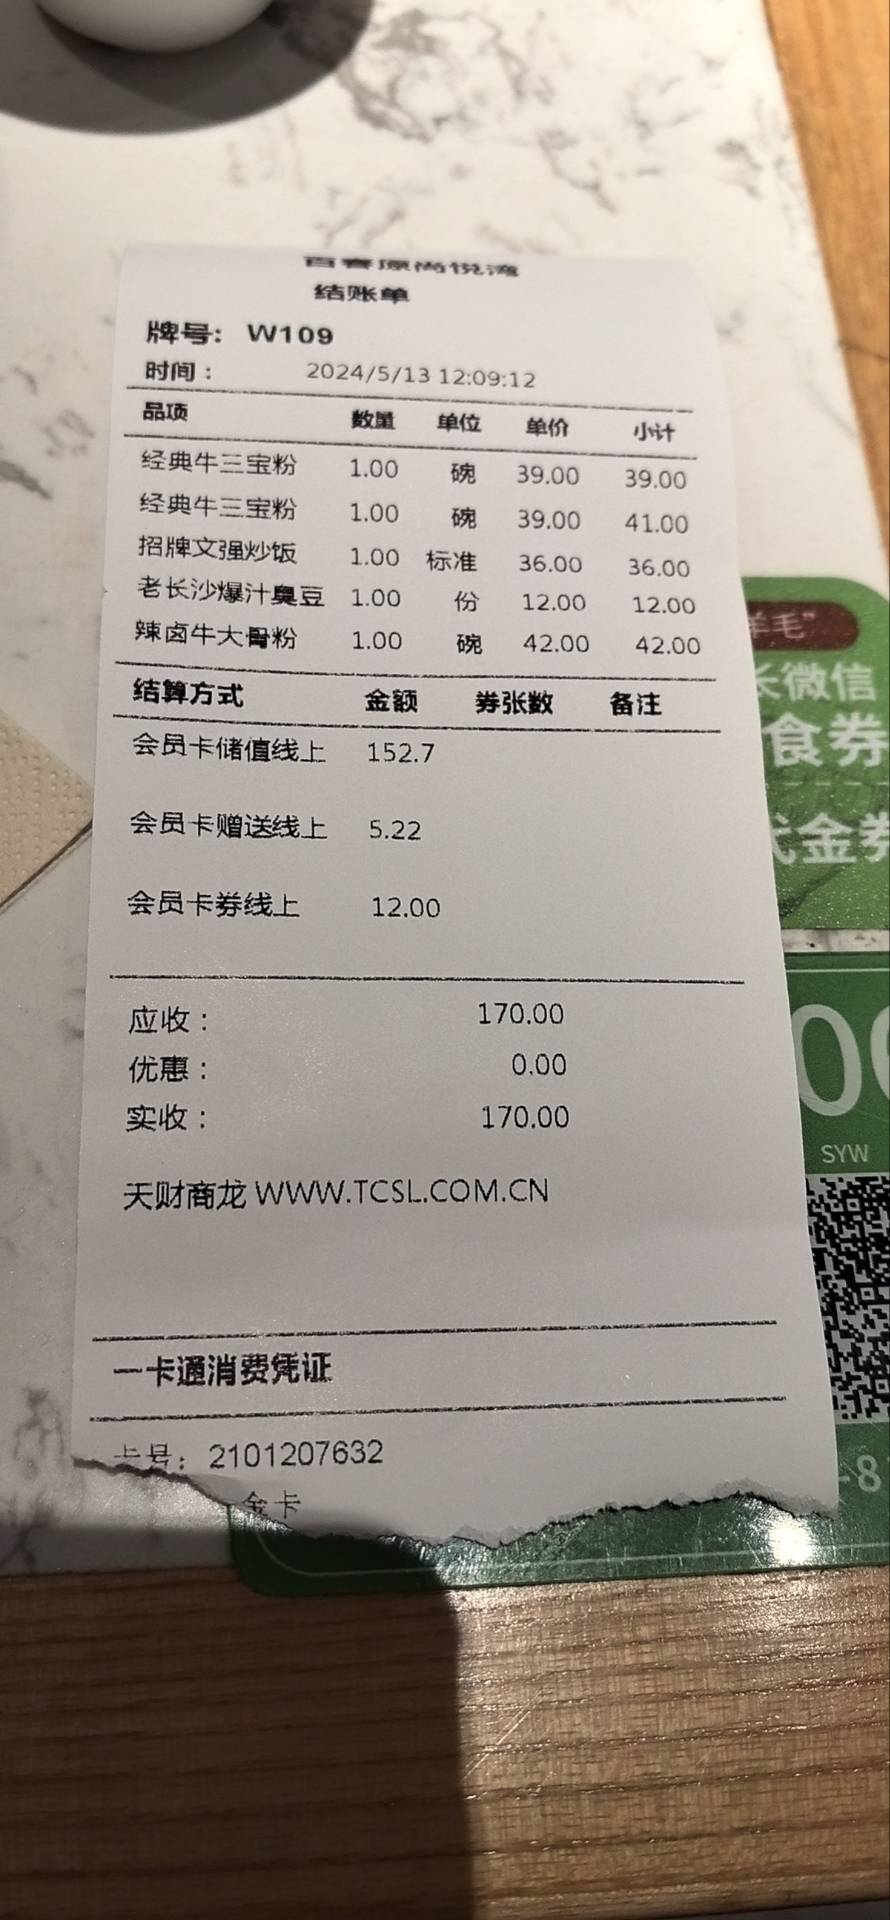 结账单
牌号: W109
时间: 2024/5/13 12:09:12
品项 数量 单位 单价 小计
经典牛三宝粉 1.00 碗 39.00 39.00
经典牛三宝粉 1.00 碗 39.00 41.00
招牌文强炒饭 1.00 标准 36.00 36.00
老长沙爆汁臭豆 1.00 份 12.00 12.00
辣卤牛大骨粉 1.00 碗 42.00 42.00
结算方式 金额 券张数 备注
会员卡储值线上 152.7
会员卡赠送线上 5.22
会员卡券线上 12.00
应收: 170.00
优惠: 0.00
实收: 170.00
天财商龙 WWW.TCSL.COM.CN
一卡通消费凭证
卡号: 2101207632
金卡
羊毛”
长微信
食券
代金券
SYW